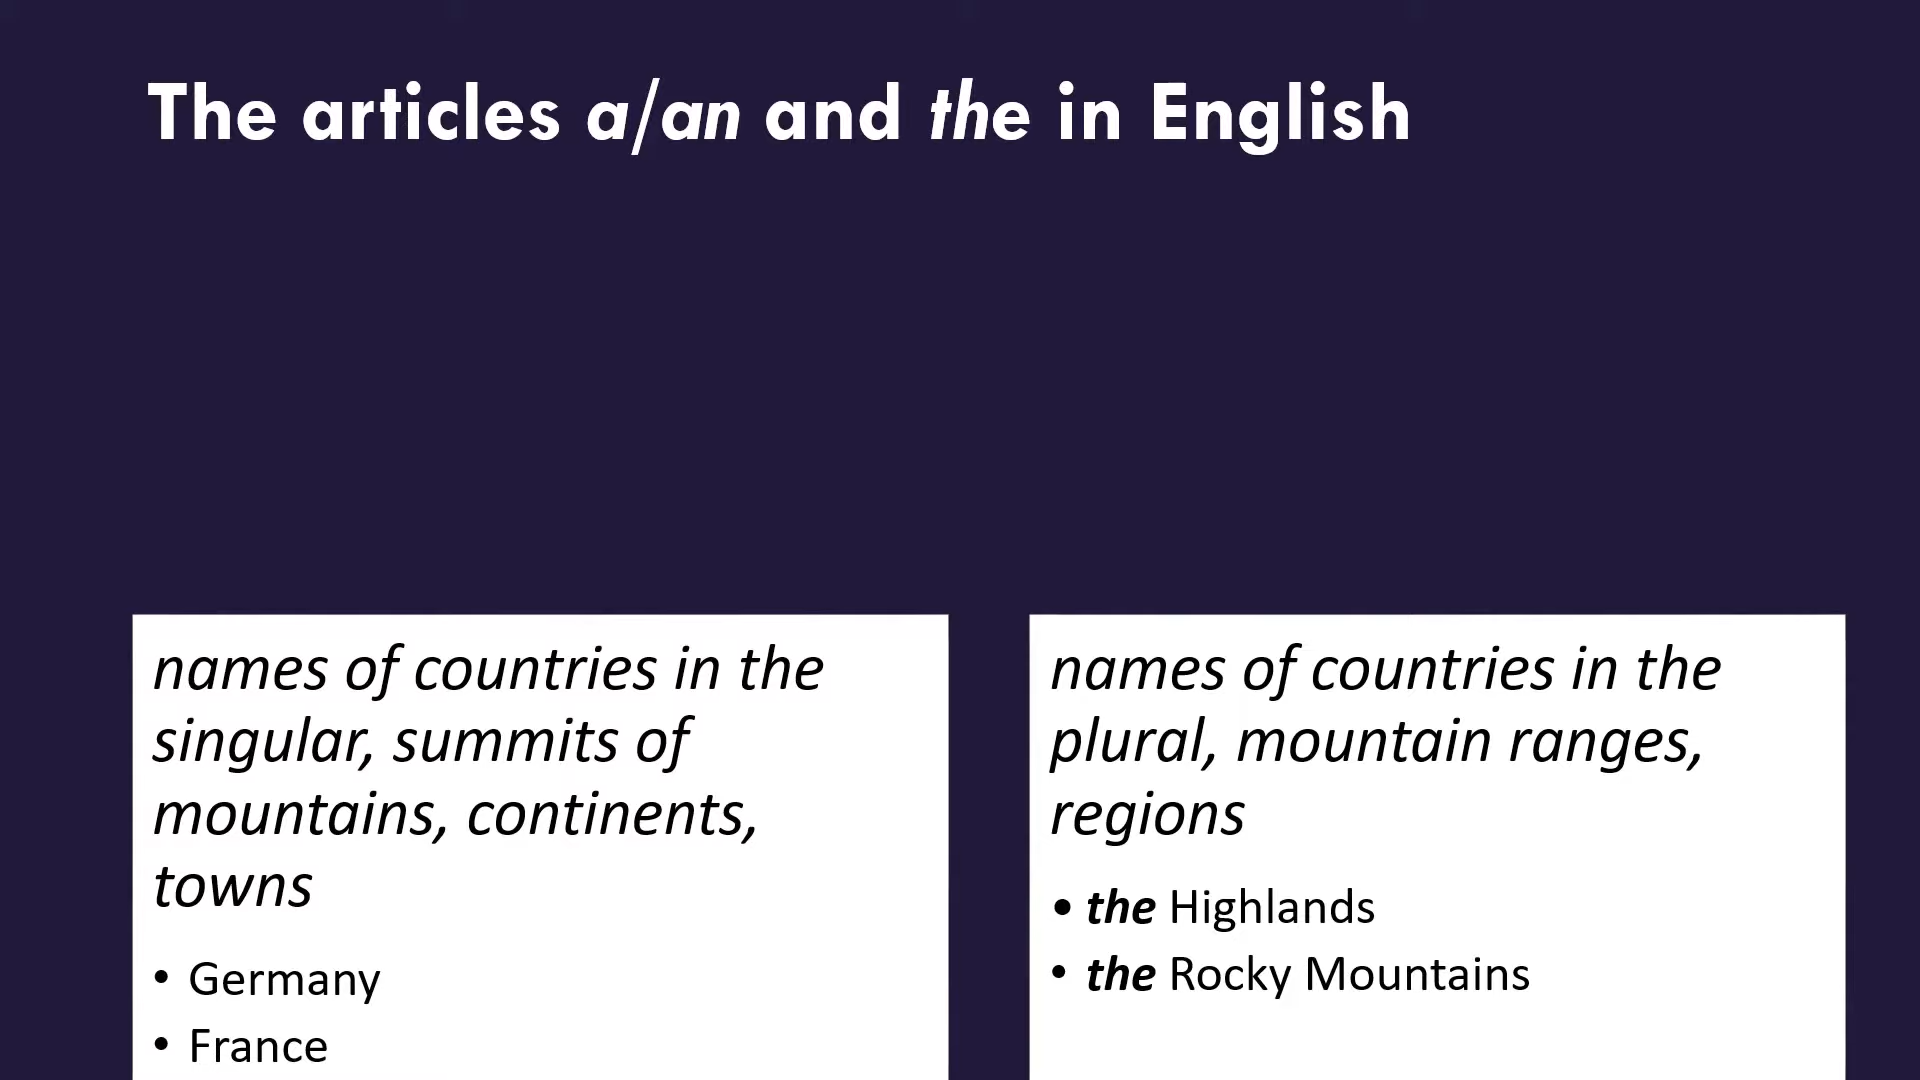 The articles a/an and the in English
names of countries in the
singular, summits of
mountains, continents,
towns
• Germany
• France
names of countries in the
plural, mountain ranges,
regions
• the Highlands
• the Rocky Mountains